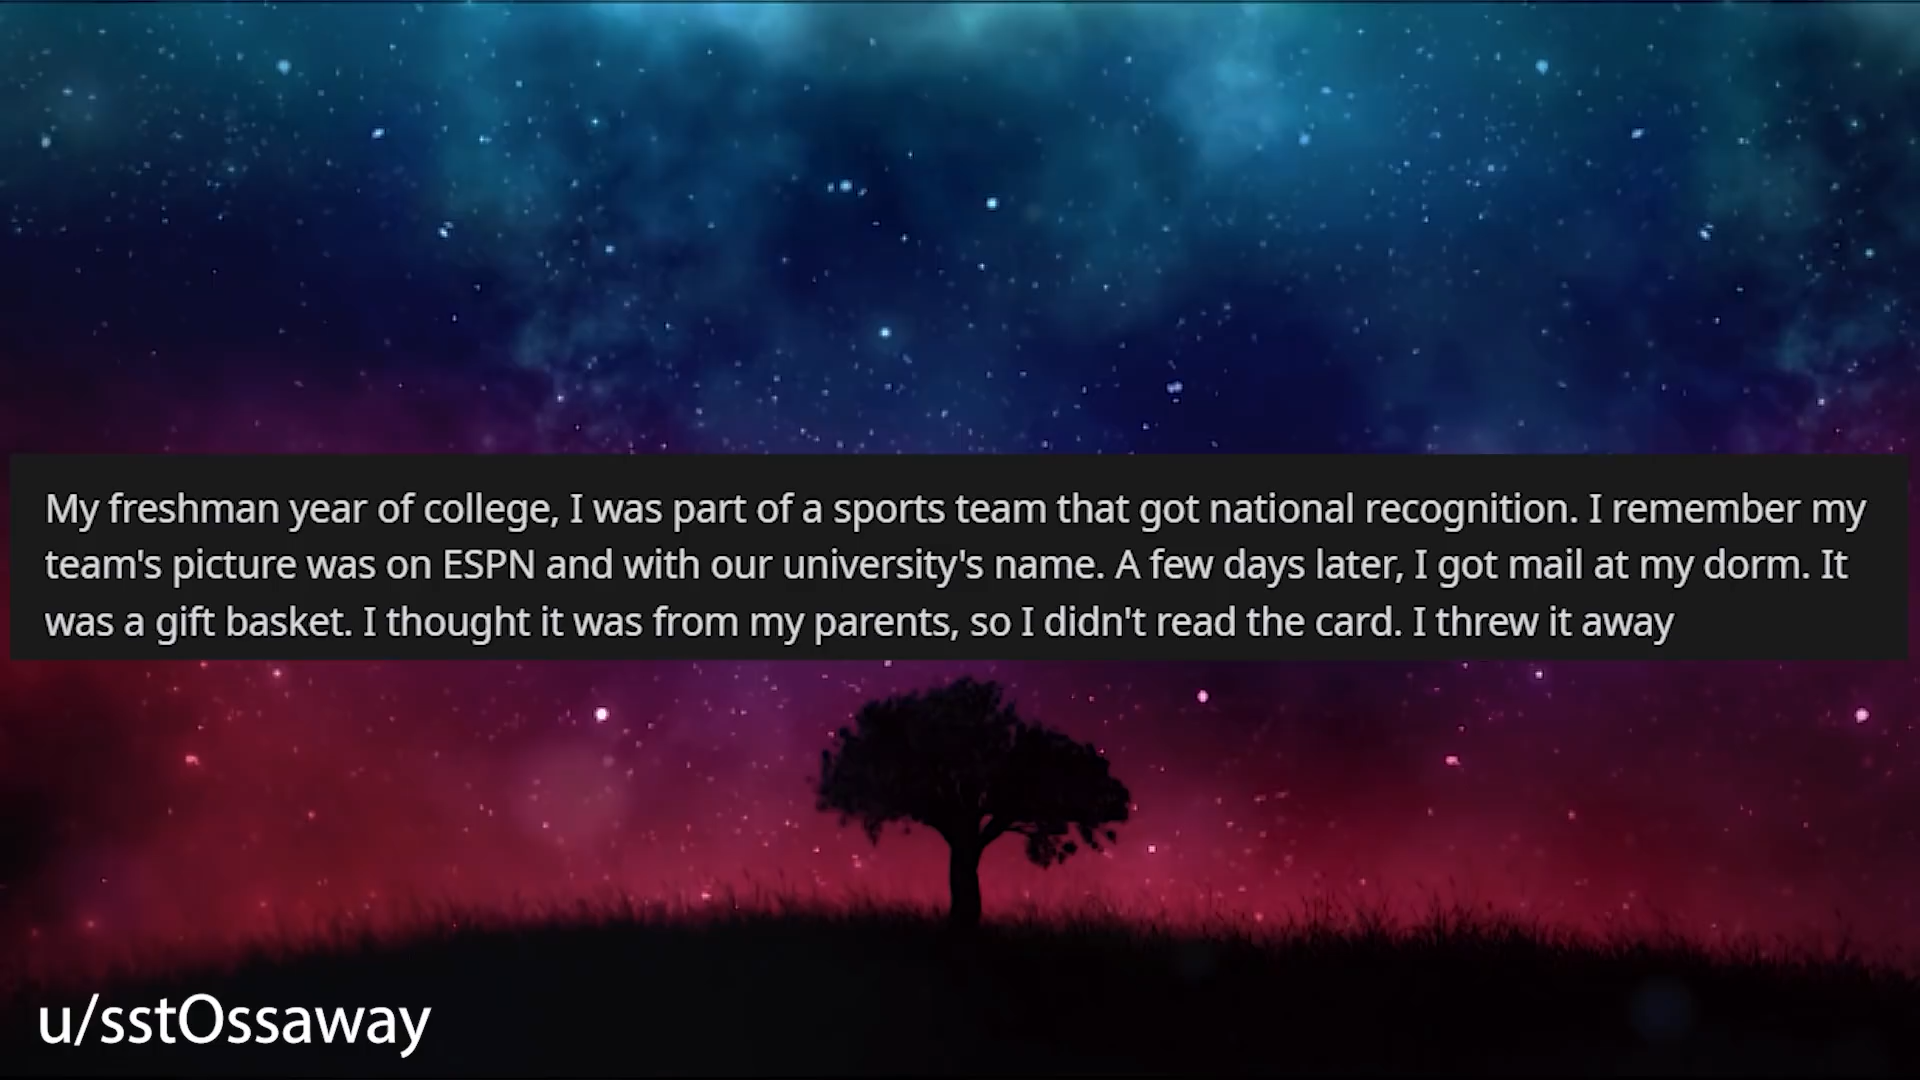 My freshman year of college, I was part of a sports team that got national recognition. I remember my
team's picture was on ESPN and with our university's name. A few days later, I got mail at my dorm. It
was a gift basket. I thought it was from my parents, so I didn't read the card. I threw it away
u/sstOssaway